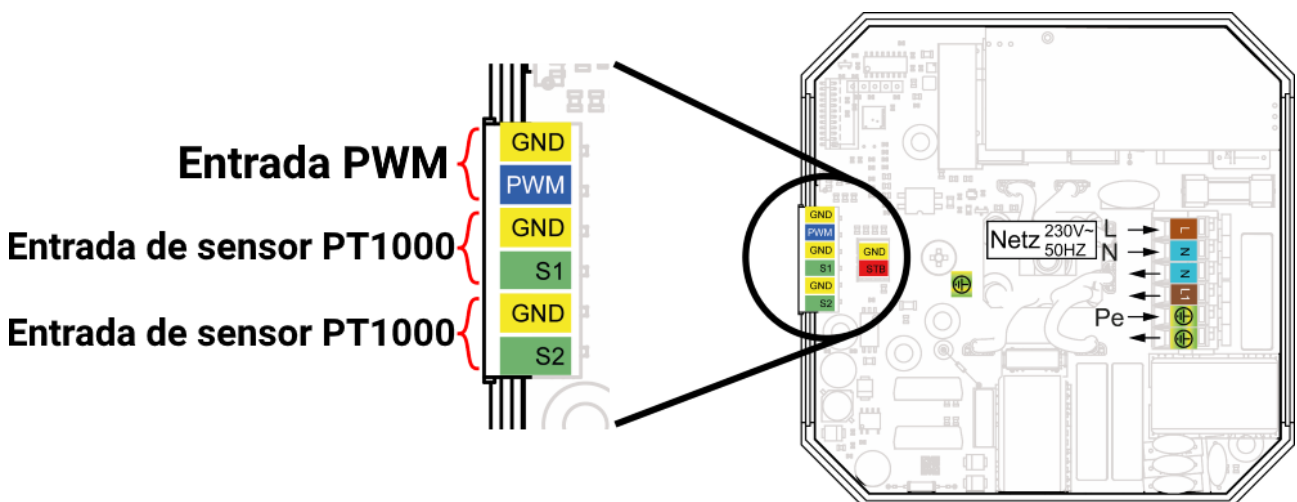 Entrada PWM
Entrada de sensor PT1000
Entrada de sensor PT1000
GND
PWM
GND
S1
GND
S2
GND
PWM
GND
S1
GND
S2
GND
STB
Netz 230V~
50HZ
L
N
Pe
L
N
N
L1